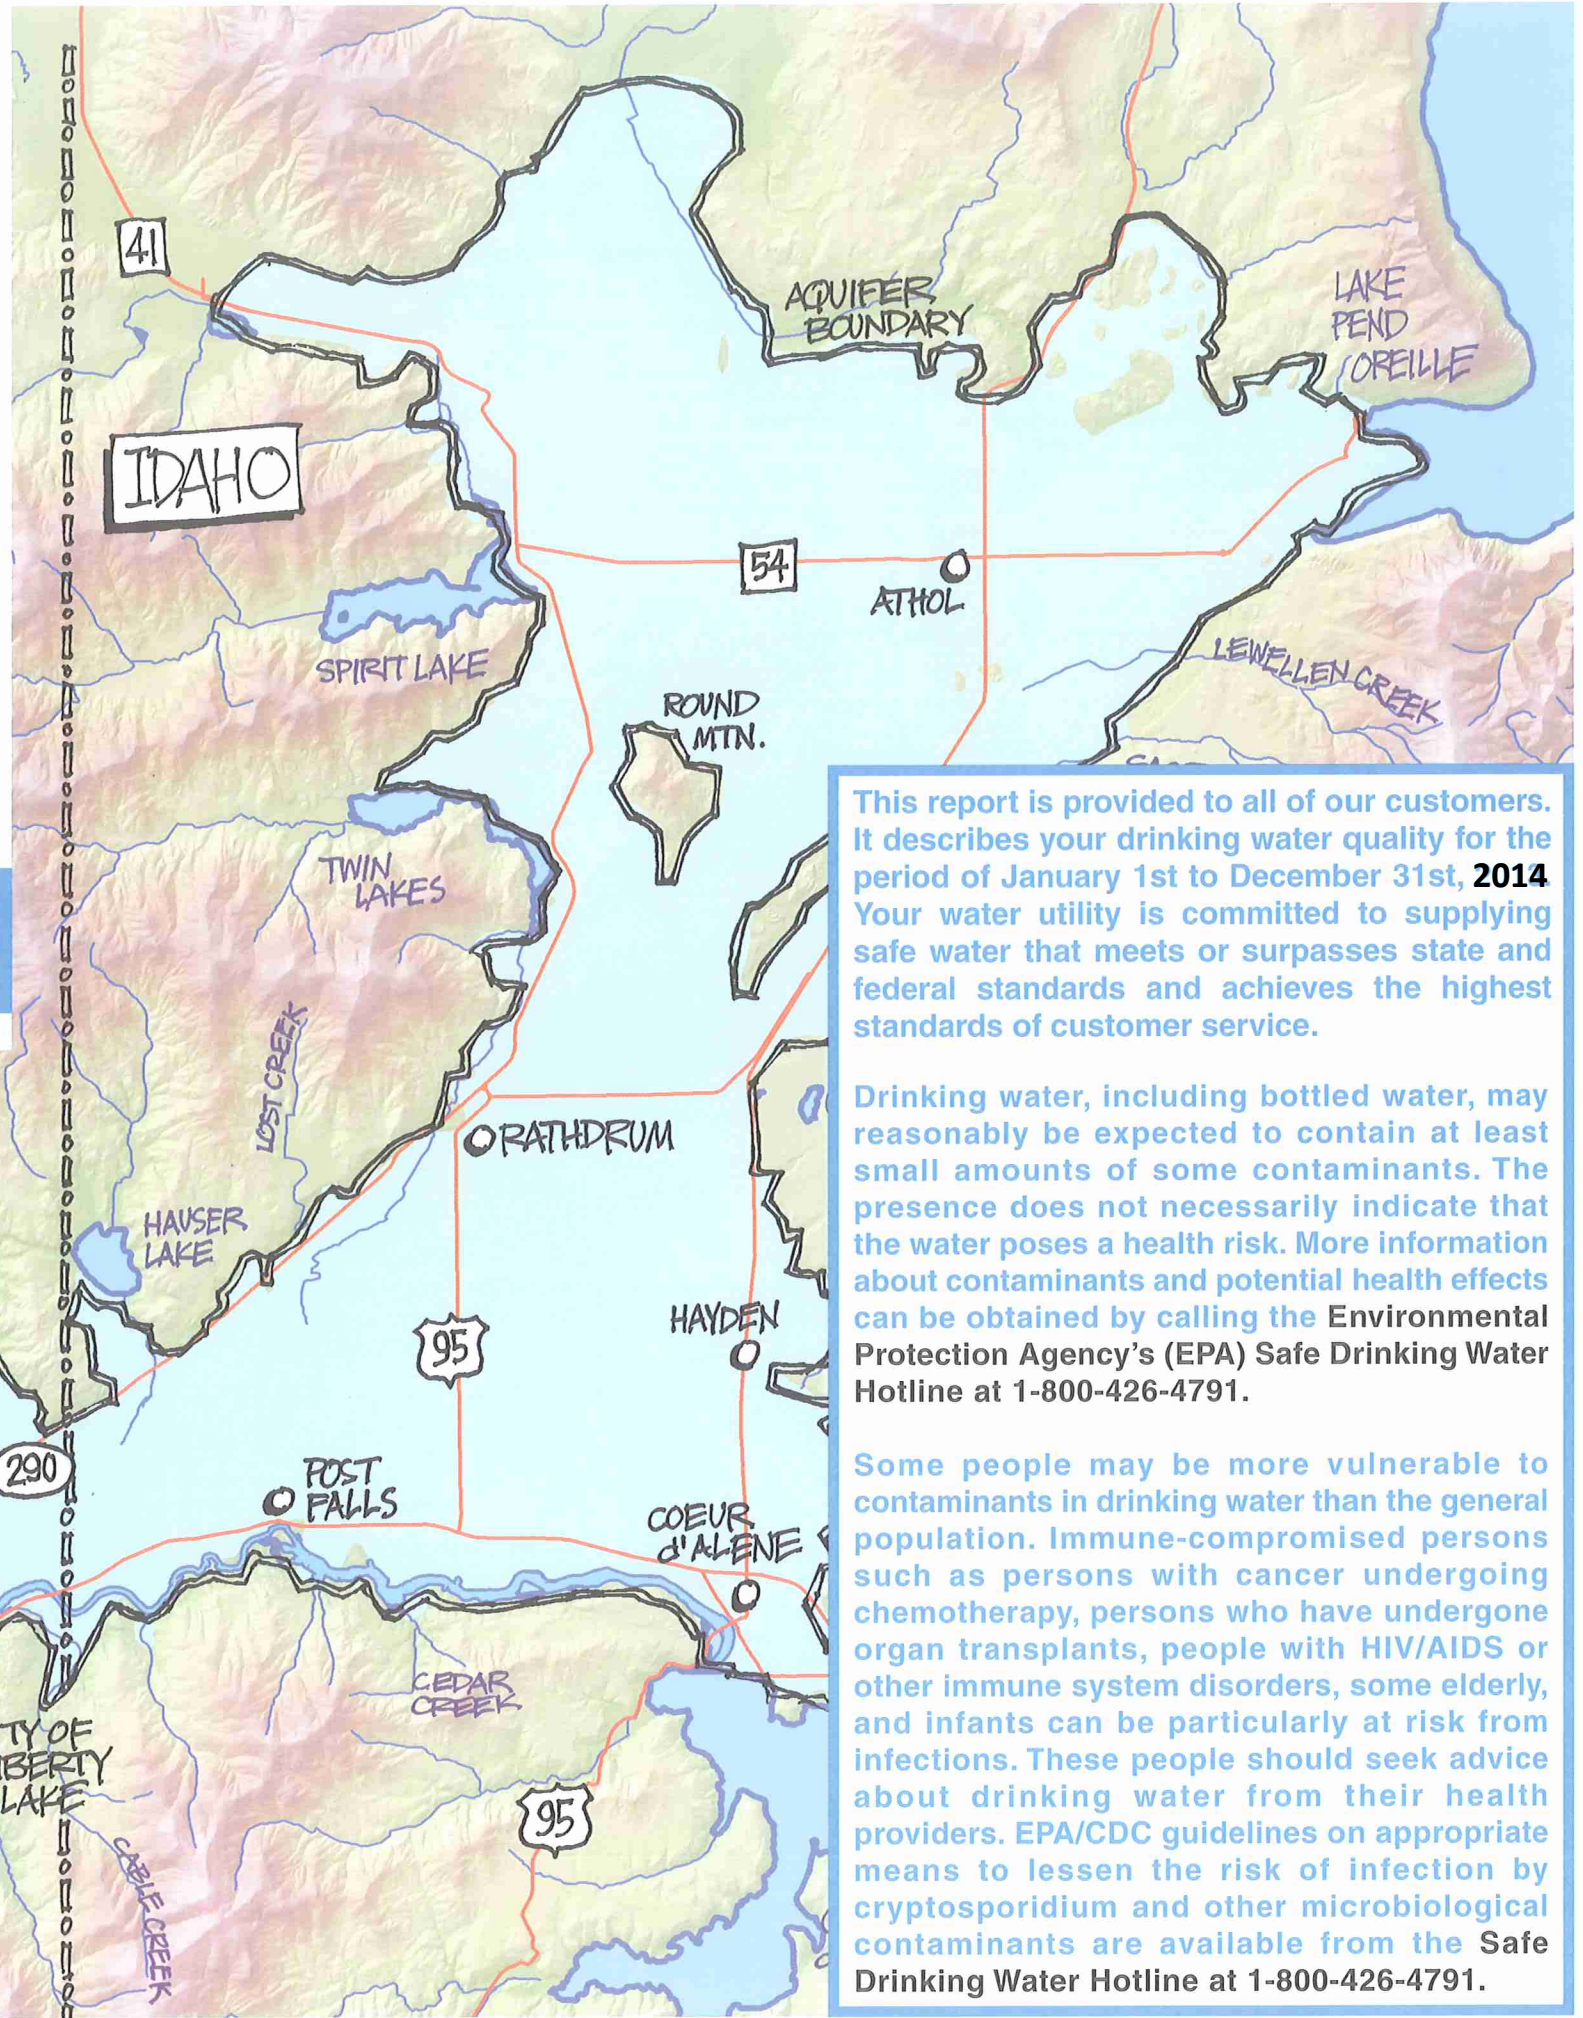 41
AQUIFER
BOUNDARY
LAKE
PEND
OREILLE
IDAHO
54
ATHOL
SPIRIT LAKE
LEWELLEN CREEK
ROUND
MTN.
TWIN
LAKES
LOST CREEK
RATHDRUM
HAUSER
LAKE
HAYDEN
95
290
POST
FALLS
COEUR
d'ALENE
CEDAR
CREEK
TY OF
BERTY
LAKE
95
CABLE CREEK
This report is provided to all of our customers.
It describes your drinking water quality for the
period of January 1st to December 31st, 2014
Your water utility is committed to supplying
safe water that meets or surpasses state and
federal standards and achieves the highest
standards of customer service.
Drinking water, including bottled water, may
reasonably be expected to contain at least
small amounts of some contaminants. The
presence does not necessarily indicate that
the water poses a health risk. More information
about contaminants and potential health effects
can be obtained by calling the Environmental
Protection Agency's (EPA) Safe Drinking Water
Hotline at 1-800-426-4791.
Some people may be more vulnerable to
contaminants in drinking water than the general
population. Immune-compromised persons
such as persons with cancer undergoing
chemotherapy, persons who have undergone
organ transplants, people with HIV/AIDS or
other immune system disorders, some elderly,
and infants can be particularly at risk from
infections. These people should seek advice
about drinking water from their health
providers. EPA/CDC guidelines on appropriate
means to lessen the risk of infection by
cryptosporidium and other microbiological
contaminants are available from the Safe
Drinking Water Hotline at 1-800-426-4791.